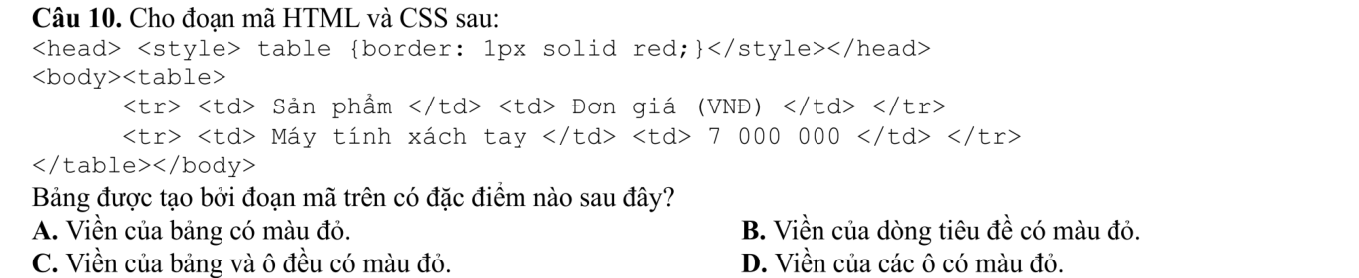 Câu 10. Cho đoạn mã HTML và CSS sau:
<head> <style> table {border: 1px solid red;}</style></head>
<body><table>
<tr> <td> Sản phẩm </td> <td> Đơn giá (VNĐ) </td> </tr>
<tr> <td> Máy tính xách tay </td> <td> 7 000 000 </td> </tr>
</table></body>
Bảng được tạo bởi đoạn mã trên có đặc điểm nào sau đây?
A. Viền của bảng có màu đỏ. B. Viền của dòng tiêu đề có màu đỏ.
C. Viền của bảng và ô đều có màu đỏ. D. Viền của các ô có màu đỏ.